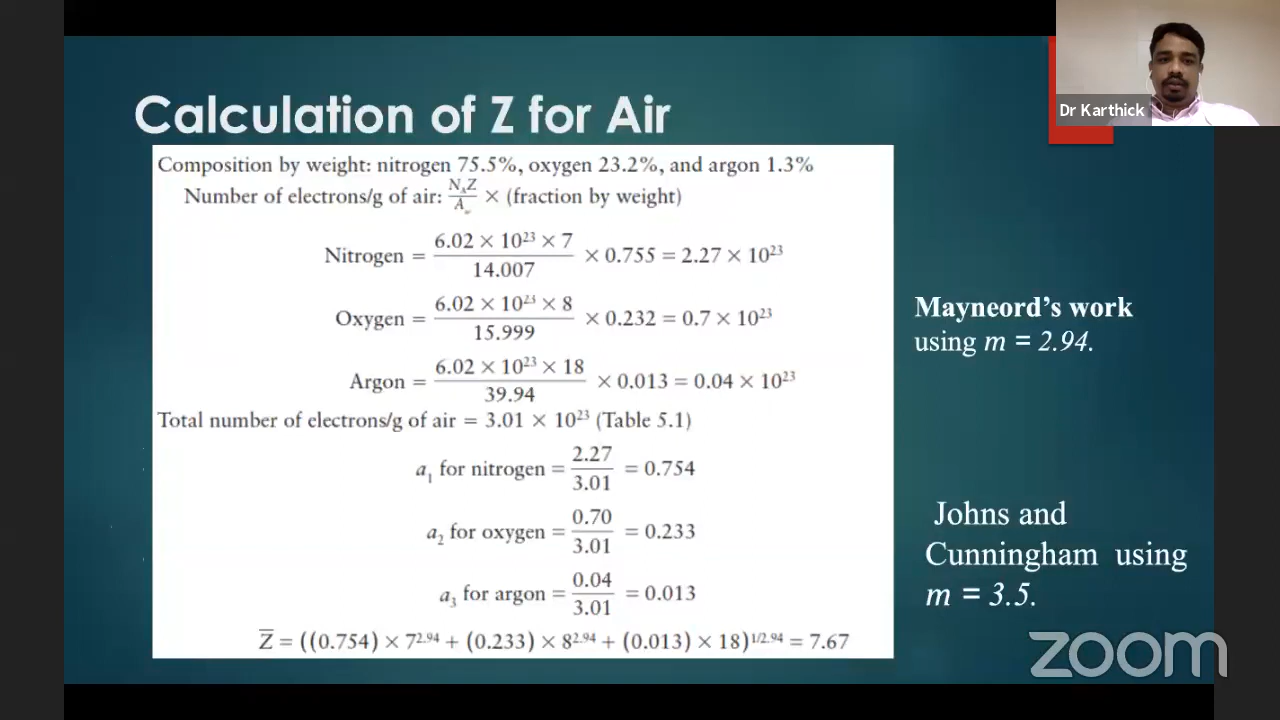 Dr Karthick
Calculation of Z for Air
Composition by weight: nitrogen 75.5%, oxygen 23.2%, and argon 1.3%
Number of electrons/g of air: N_A Z / A_w × (fraction by weight)
Nitrogen = 6.02 × 10²³ × 7 / 14.007 × 0.755 = 2.27 × 10²³
Oxygen = 6.02 × 10²³ × 8 / 15.999 × 0.232 = 0.7 × 10²³
Argon = 6.02 × 10²³ × 18 / 39.94 × 0.013 = 0.04 × 10²³
Total number of electrons/g of air = 3.01 × 10²³ (Table 5.1)
a₁ for nitrogen = 2.27 / 3.01 = 0.754
a₂ for oxygen = 0.70 / 3.01 = 0.233
a₃ for argon = 0.04 / 3.01 = 0.013
Z̅ = ((0.754) × 7²·⁹⁴ + (0.233) × 8²·⁹⁴ + (0.013) × 18)¹/²·⁹⁴ = 7.67
Mayneord's work
using m = 2.94.
Johns and
Cunningham using
m = 3.5.
zoom